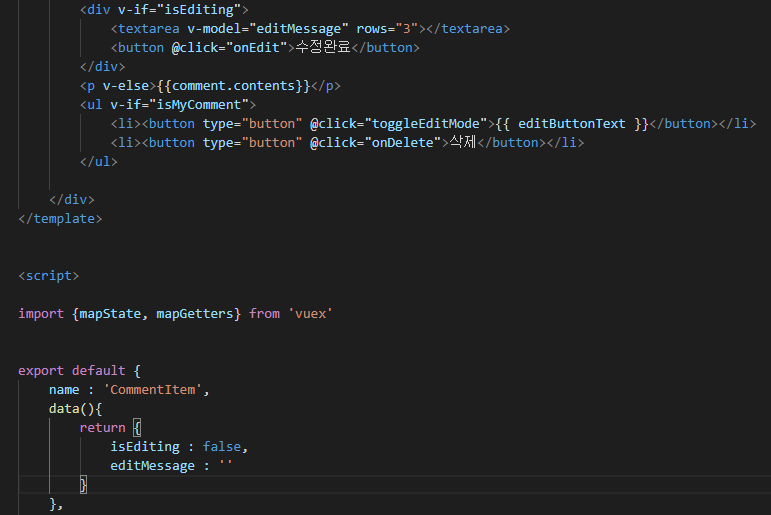 <div v-if="isEditing">
<textarea v-model="editMessage" rows="3"></textarea>
<button @click="onEdit">수정완료</button>
</div>
<p v-else>{{comment.contents}}</p>
<ul v-if="isMyComment">
<li><button type="button" @click="toggleEditMode">{{ editButtonText }}</button></li>
<li><button type="button" @click="onDelete">삭제</button></li>
</ul>
</div>
</template>
<script>
import {mapState, mapGetters} from 'vuex'
export default {
name : 'CommentItem',
data(){
return {
isEditing : false,
editMessage : ''
}
},